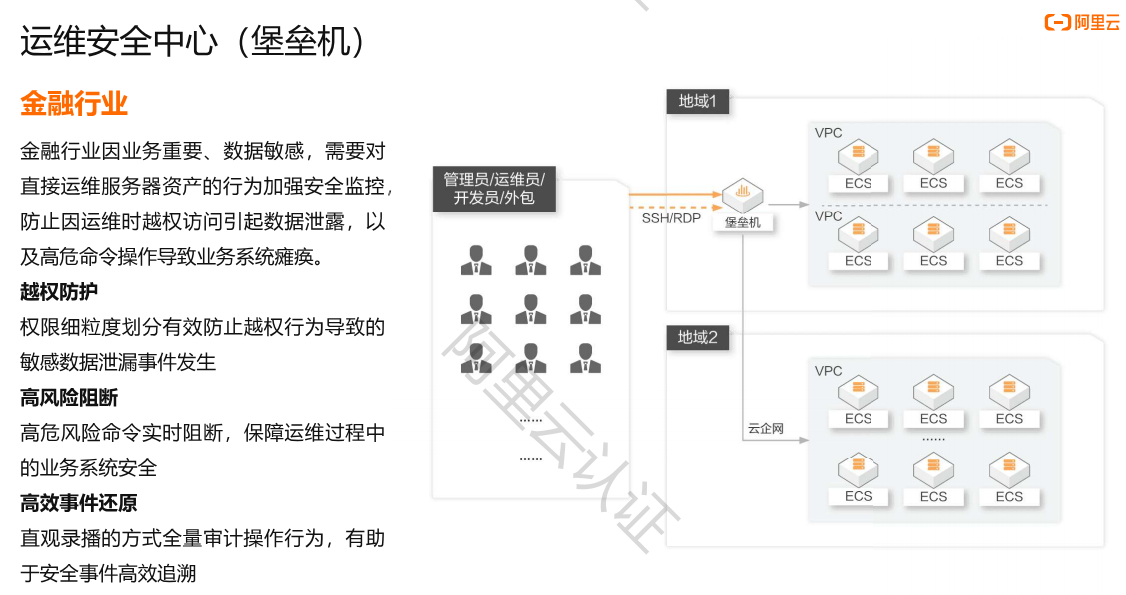 运维安全中心（堡垒机）
阿里云
金融行业
金融行业因业务重要、数据敏感，需要对
直接运维服务器资产的行为加强安全监控，
防止因运维时越权访问引起数据泄露，以
及高危命令操作导致业务系统瘫痪。
越权防护
权限细粒度划分有效防止越权行为导致的
敏感数据泄漏事件发生
高风险阻断
高危风险命令实时阻断，保障运维过程中
的业务系统安全
高效事件还原
直观录播的方式全量审计操作行为，有助
于安全事件高效追溯
管理员/运维员/
开发员/外包
……
……
SSH/RDP
堡垒机
地域1
VPC
ECS ECS ECS
VPC
ECS ECS ECS
地域2
云企网
VPC
ECS ECS ECS
……
ECS ECS ECS
阿里云认证